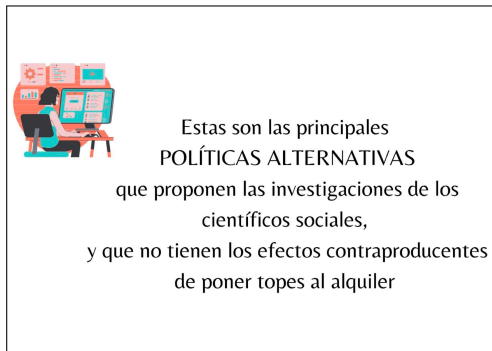 Estas son las principales
POLÍTICAS ALTERNATIVAS
que proponen las investigaciones de los
científicos sociales,
y que no tienen los efectos contraproducentes
de poner topes al alquiler